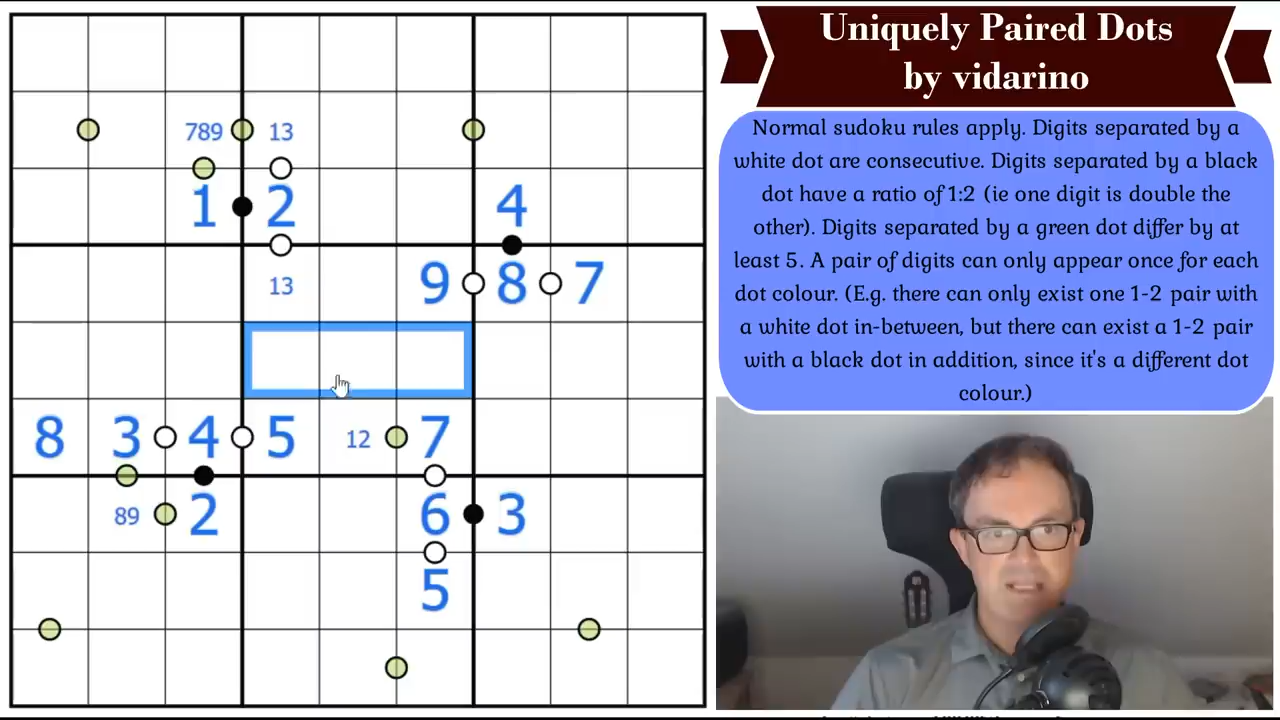 Uniquely Paired Dots
by vidarino
Normal sudoku rules apply. Digits separated by a
white dot are consecutive. Digits separated by a black
dot have a ratio of 1:2 (ie one digit is double the
other). Digits separated by a green dot differ by at
least 5. A pair of digits can only appear once for each
dot colour. (E.g. there can only exist one 1-2 pair with
a white dot in-between, but there can exist a 1-2 pair
with a black dot in addition, since it's a different dot
colour.)
789 13
1 2 4
13 9 8 7
8 3 4 5 12 7
89 2 6 3
5